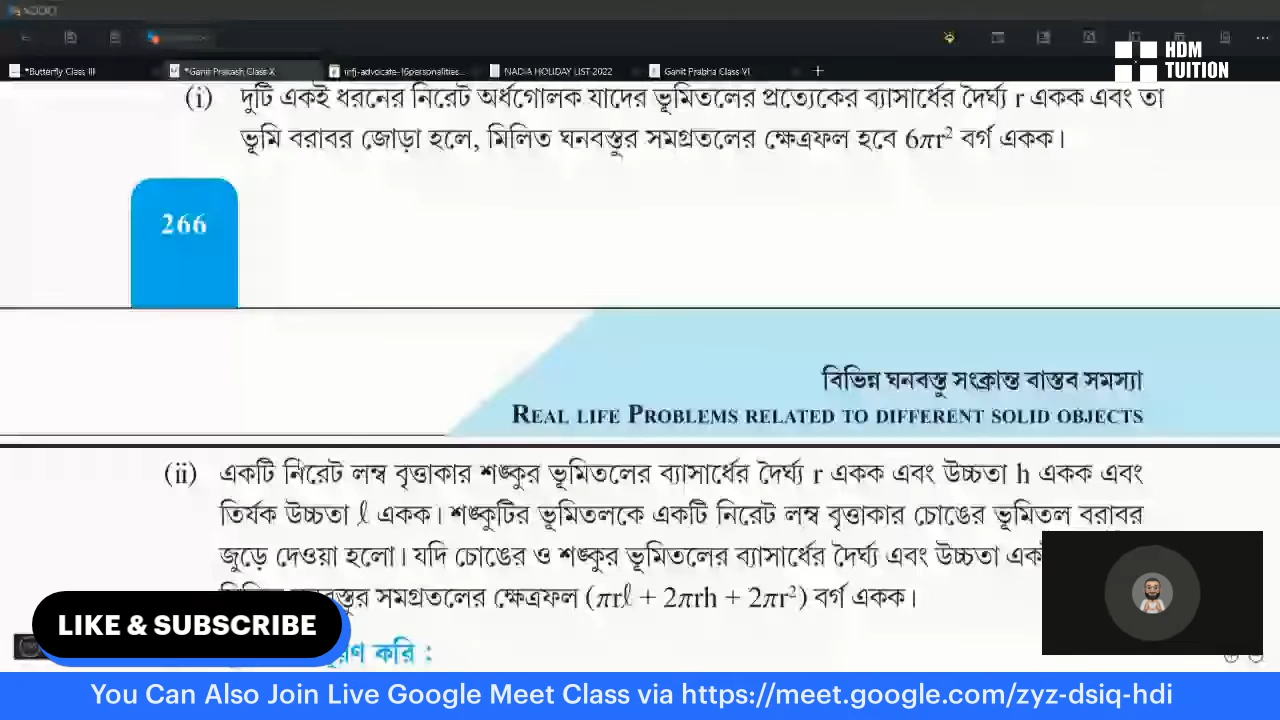 *Butterfly Class III
*Ganit Prakash Class X
infj-advocate-16personalities...
NADIA HOLIDAY LIST 2022
Ganit Prabha Class VI
HDM
TUITION
(i) দুটি একই ধরনের নিরেট অর্ধগোলক যাদের ভূমিতলের প্রত্যেকের ব্যাসার্ধের দৈর্ঘ্য r একক এবং তা
ভূমি বরাবর জোড়া হলে, মিলিত ঘনবস্তুর সমগ্রতলের ক্ষেত্রফল হবে 6πr² বর্গ একক।
266
বিভিন্ন ঘনবস্তু সংক্রান্ত বাস্তব সমস্যা
REAL LIFE PROBLEMS RELATED TO DIFFERENT SOLID OBJECTS
(ii) একটি নিরেট লম্ব বৃত্তাকার শঙ্কুর ভূমিতলের ব্যাসার্ধের দৈর্ঘ্য r একক এবং উচ্চতা h একক এবং
তির্যক উচ্চতা ℓ একক। শঙ্কুটির ভূমিতলকে একটি নিরেট লম্ব বৃত্তাকার চোঙের ভূমিতল বরাবর
জুড়ে দেওয়া হলো। যদি চোঙের ও শঙ্কুর ভূমিতলের ব্যাসার্ধের দৈর্ঘ্য এবং উচ্চতা
সমগ্রতলের ক্ষেত্রফল (πrℓ + 2πrh + 2πr²) বর্গ একক।
LIKE & SUBSCRIBE
করি :
You Can Also Join Live Google Meet Class via https://meet.google.com/zyz-dsiq-hdi